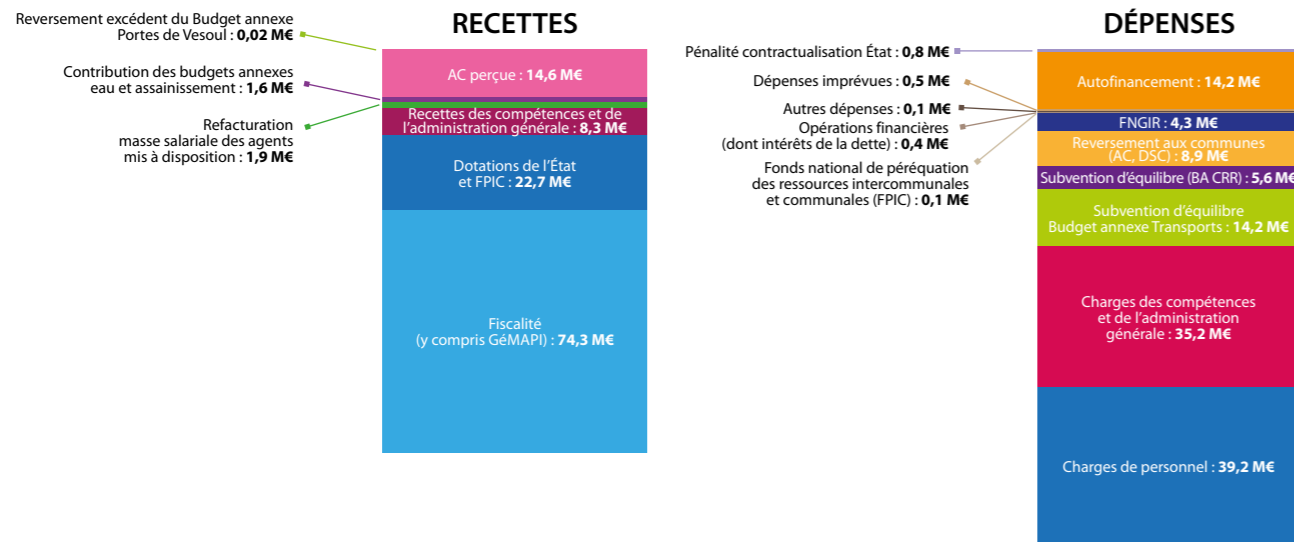 RECETTES
Reversement excédent du Budget annexe
Portes de Vesoul : 0,02 M€
Contribution des budgets annexes
eau et assainissement : 1,6 M€
Refacturation
masse salariale des agents
mis à disposition : 1,9 M€
AC perçue : 14,6 M€
Recettes des compétences et de
l'administration générale : 8,3 M€
Dotations de l'État
et FPIC : 22,7 M€
Fiscalité
(y compris GéMAPI) : 74,3 M€
DÉPENSES
Pénalité contractualisation État : 0,8 M€
Dépenses imprévues : 0,5 M€
Autres dépenses : 0,1 M€
Opérations financières
(dont intérêts de la dette) : 0,4 M€
Fonds national de péréquation
des ressources intercommunales
et communales (FPIC) : 0,1 M€
Autofinancement : 14,2 M€
FNGIR : 4,3 M€
Reversement aux communes
(AC, DSC) : 8,9 M€
Subvention d'équilibre (BA CRR) : 5,6 M€
Subvention d'équilibre
Budget annexe Transports : 14,2 M€
Charges des compétences
et de l'administration
générale : 35,2 M€
Charges de personnel : 39,2 M€